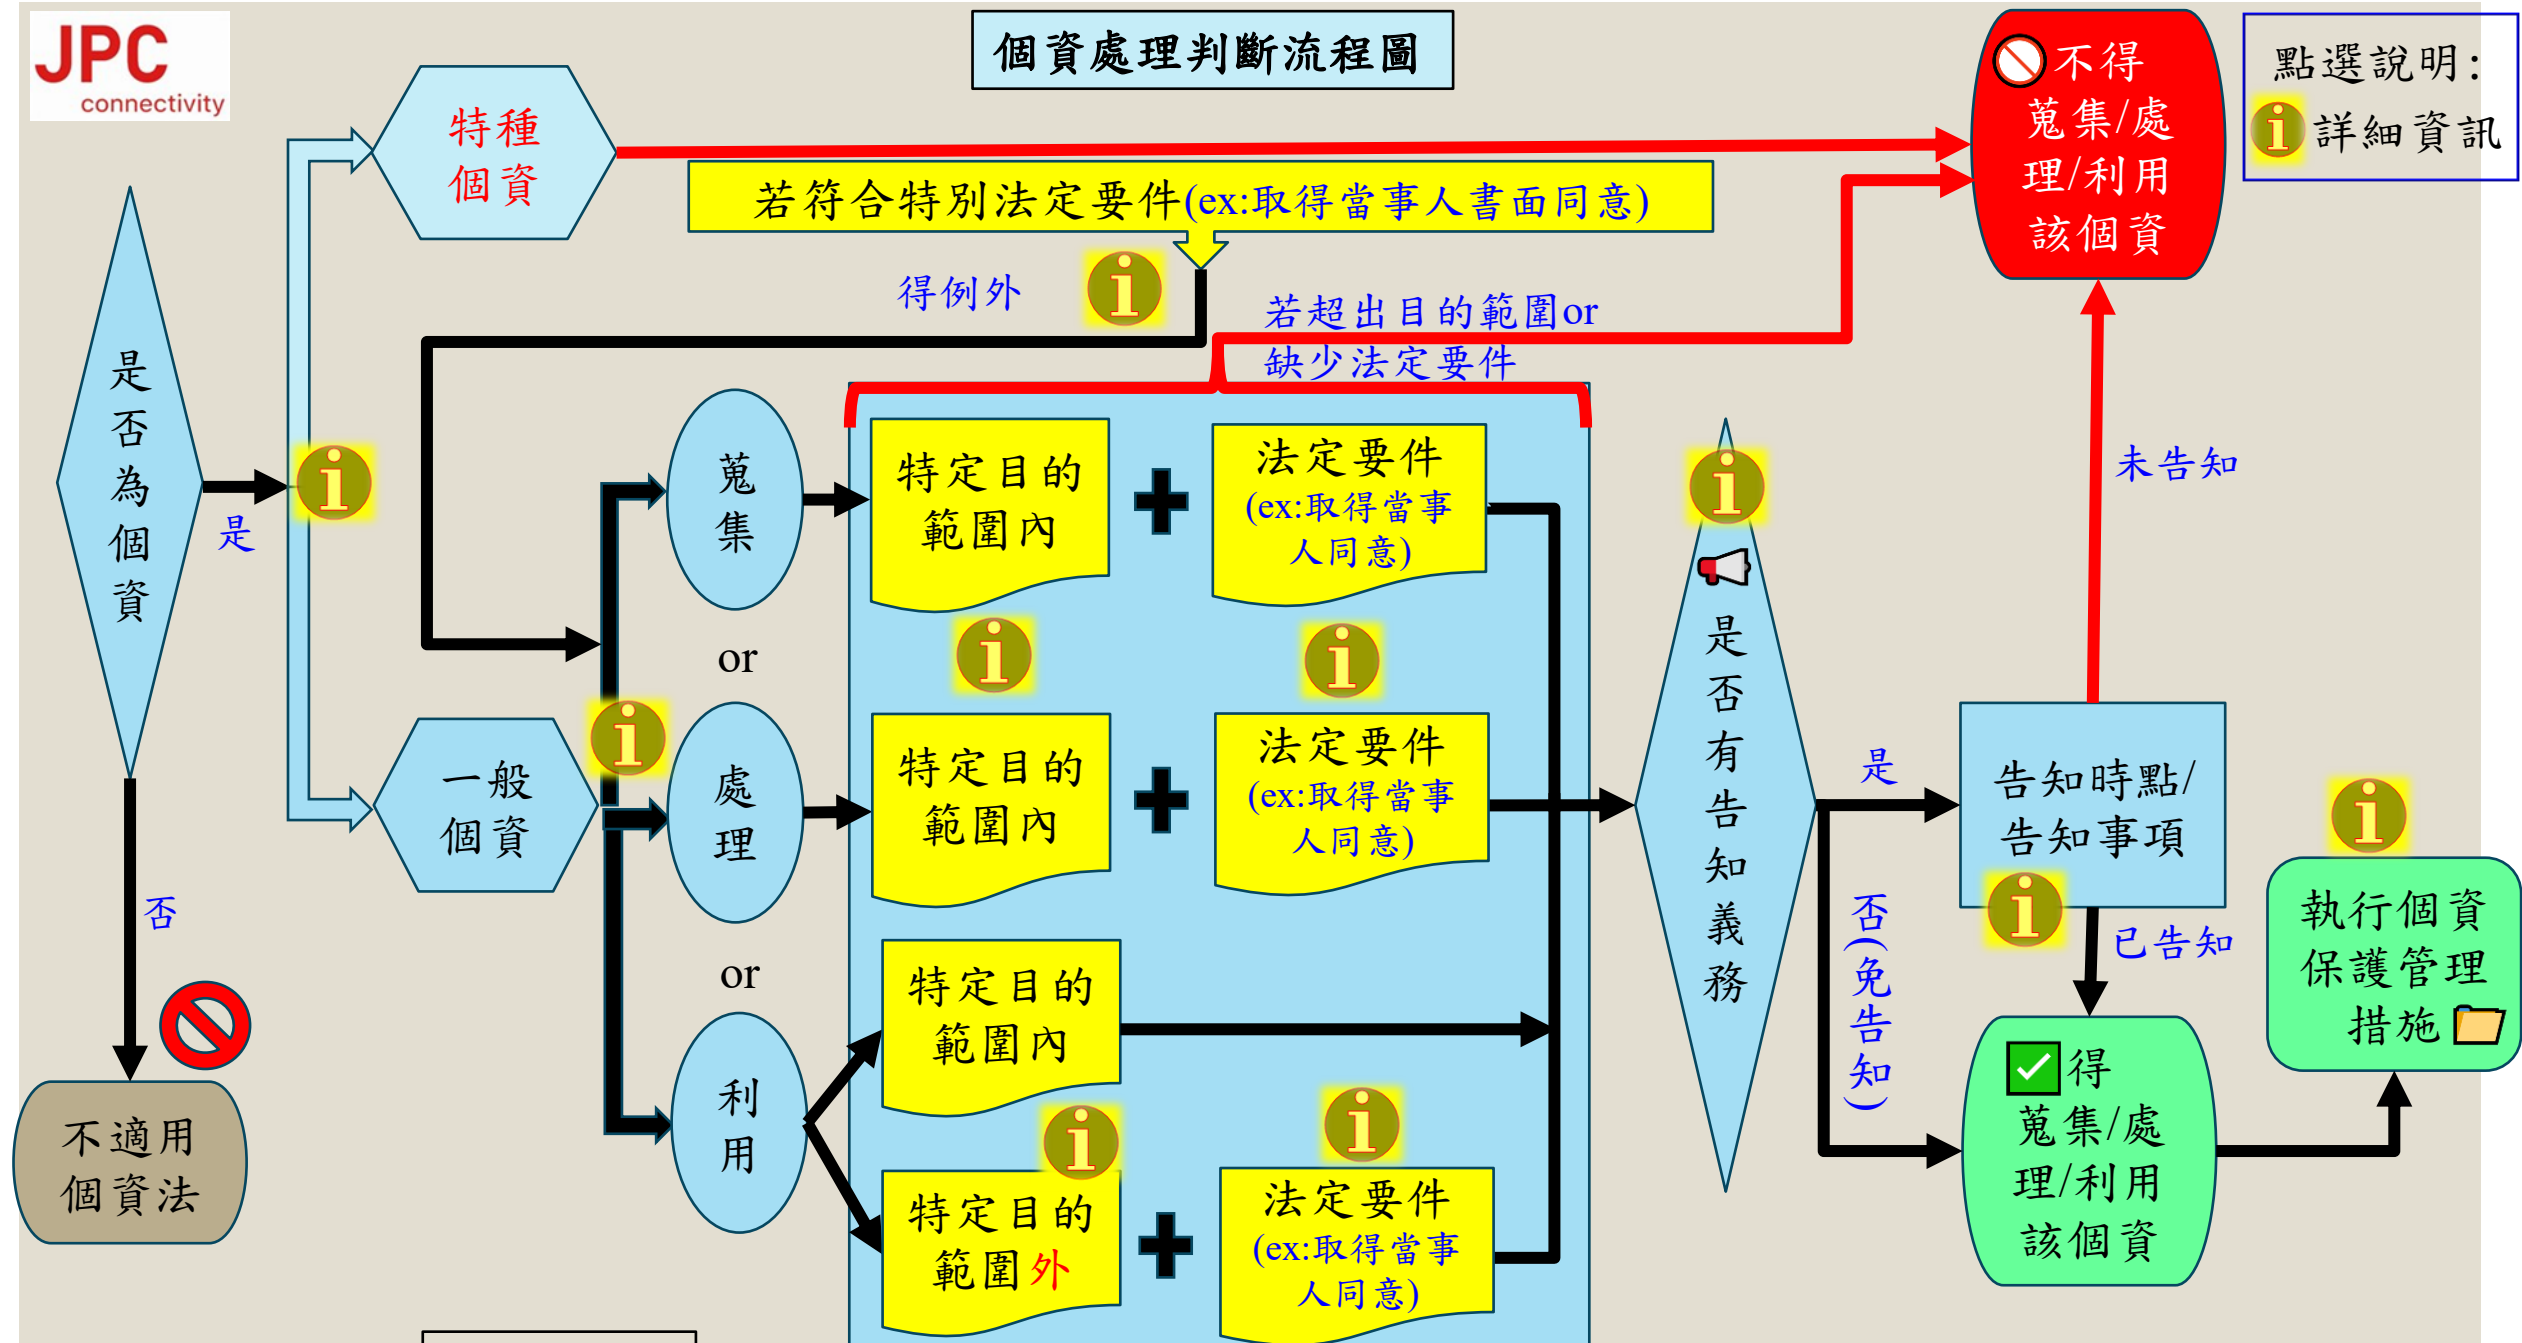 JPC
connectivity
個資處理判斷流程圖
點選說明:
詳細資訊
不得
蒐集/處
理/利用
該個資
特種
個資
若符合特別法定要件(ex:取得當事人書面同意)
得例外
若超出目的範圍or
缺少法定要件
是
否
為
個
資
是
否
不適用
個資法
一般
個資
蒐
集
or
處
理
or
利
用
特定目的
範圍內
法定要件
(ex:取得當事
人同意)
特定目的
範圍內
法定要件
(ex:取得當事
人同意)
特定目的
範圍內
特定目的
範圍外
法定要件
(ex:取得當事
人同意)
是
否
有
告
知
義
務
是
否(免告知)
未告知
告知時點/
告知事項
已告知
得
蒐集/處
理/利用
該個資
執行個資
保護管理
措施